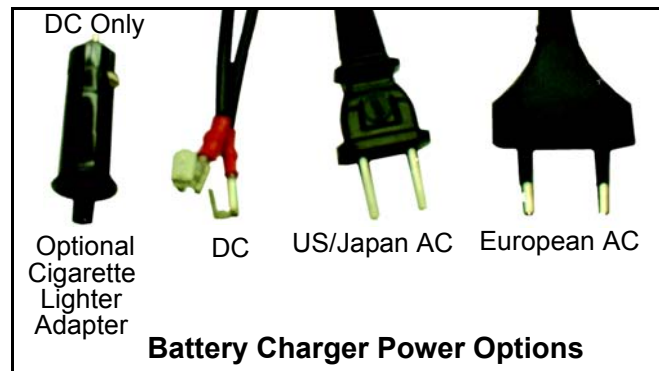 DC Only
Optional
Cigarette
Lighter
Adapter
DC
US/Japan AC
European AC
Battery Charger Power Options